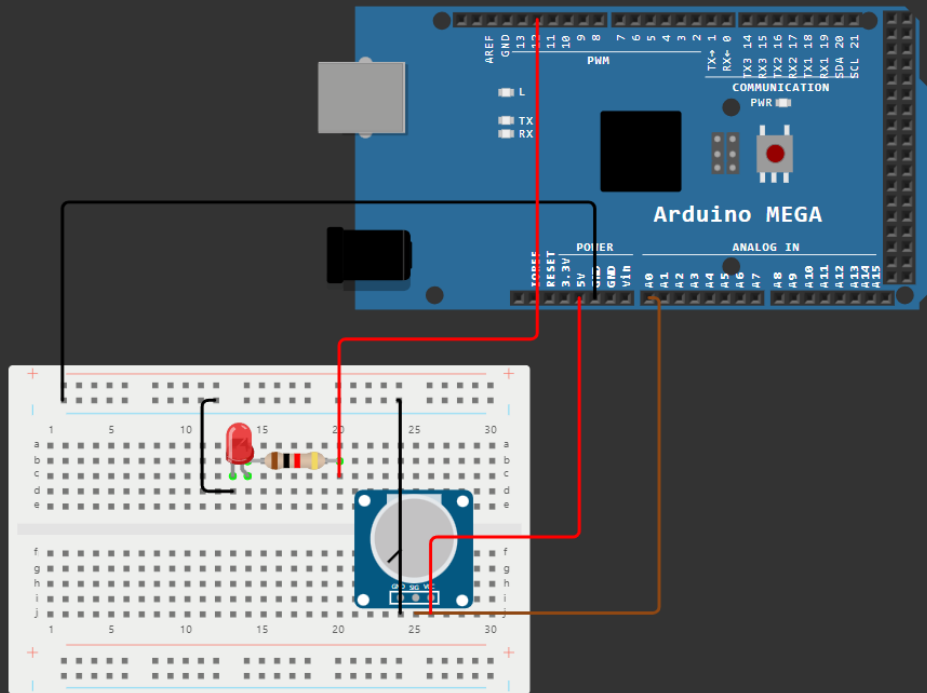 AREF
GND
13
12
11
10
9
8
7
6
5
4
3
2
TX→ 1
RX← 0
TX3 14
RX3 15
TX2 16
RX2 17
TX1 18
RX1 19
SDA 20
SCL 21
PWM
COMMUNICATION
L
PWR
TX
RX
Arduino MEGA
POWER
ANALOG IN
IOREF
RESET
3.3V
5V
GND
GND
Vin
A0
A1
A2
A3
A4
A5
A6
A7
A8
A9
A10
A11
A12
A13
A14
A15
+ +
| |
1 5 10 15 20 25 30
a a
b b
c c
d d
e e
f f
g g
h h
i i
j j
GND SIG VCC
1 5 10 15 20 25 30
+ +
| |